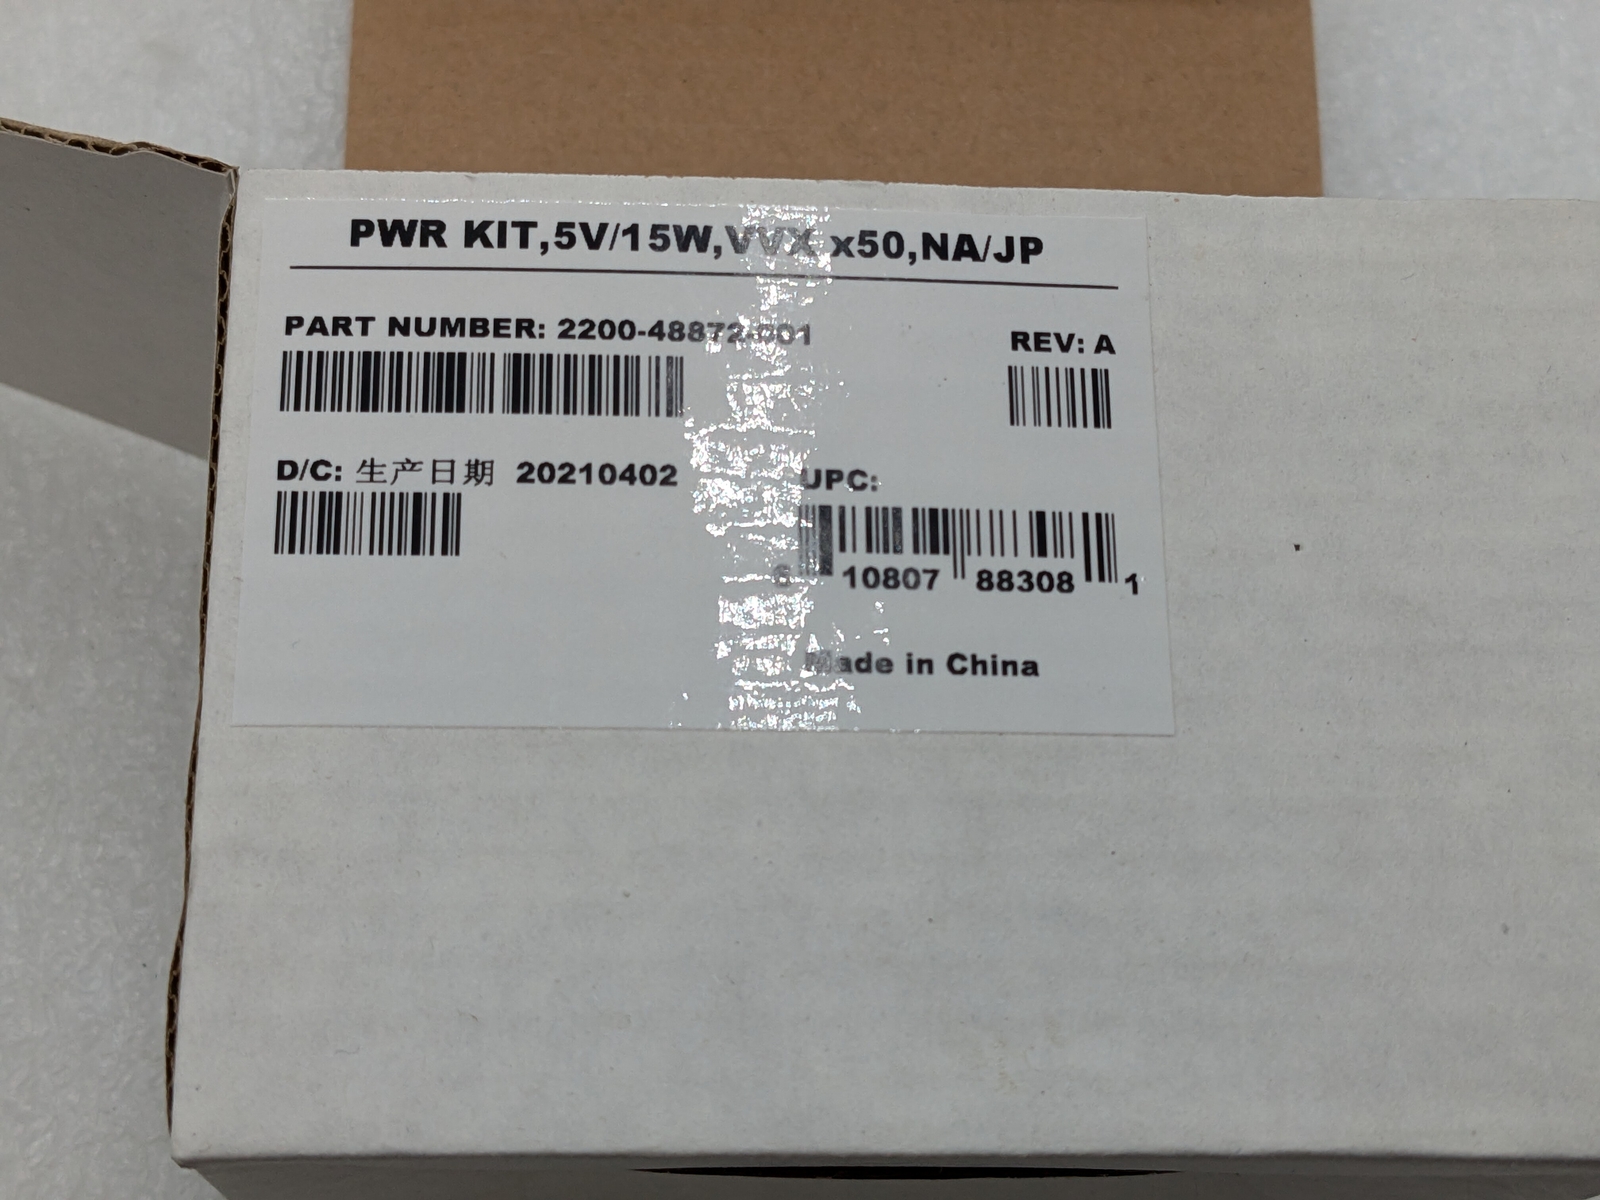 PWR KIT,5V/15W,VVX x50,NA/JP
PART NUMBER: 2200-48872-001
REV: A
D/C: 生产日期 20210402
UPC:
6 10807 88308 1
Made in China